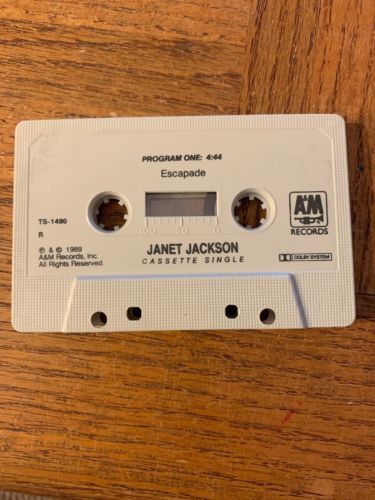 PROGRAM ONE: 4:44
Escapade
TS-1490
R
A&M
RECORDS
100 50 0
℗ & © 1989
A&M Records, Inc.
All Rights Reserved.
JANET JACKSON
CASSETTE SINGLE
DOLBY SYSTEM